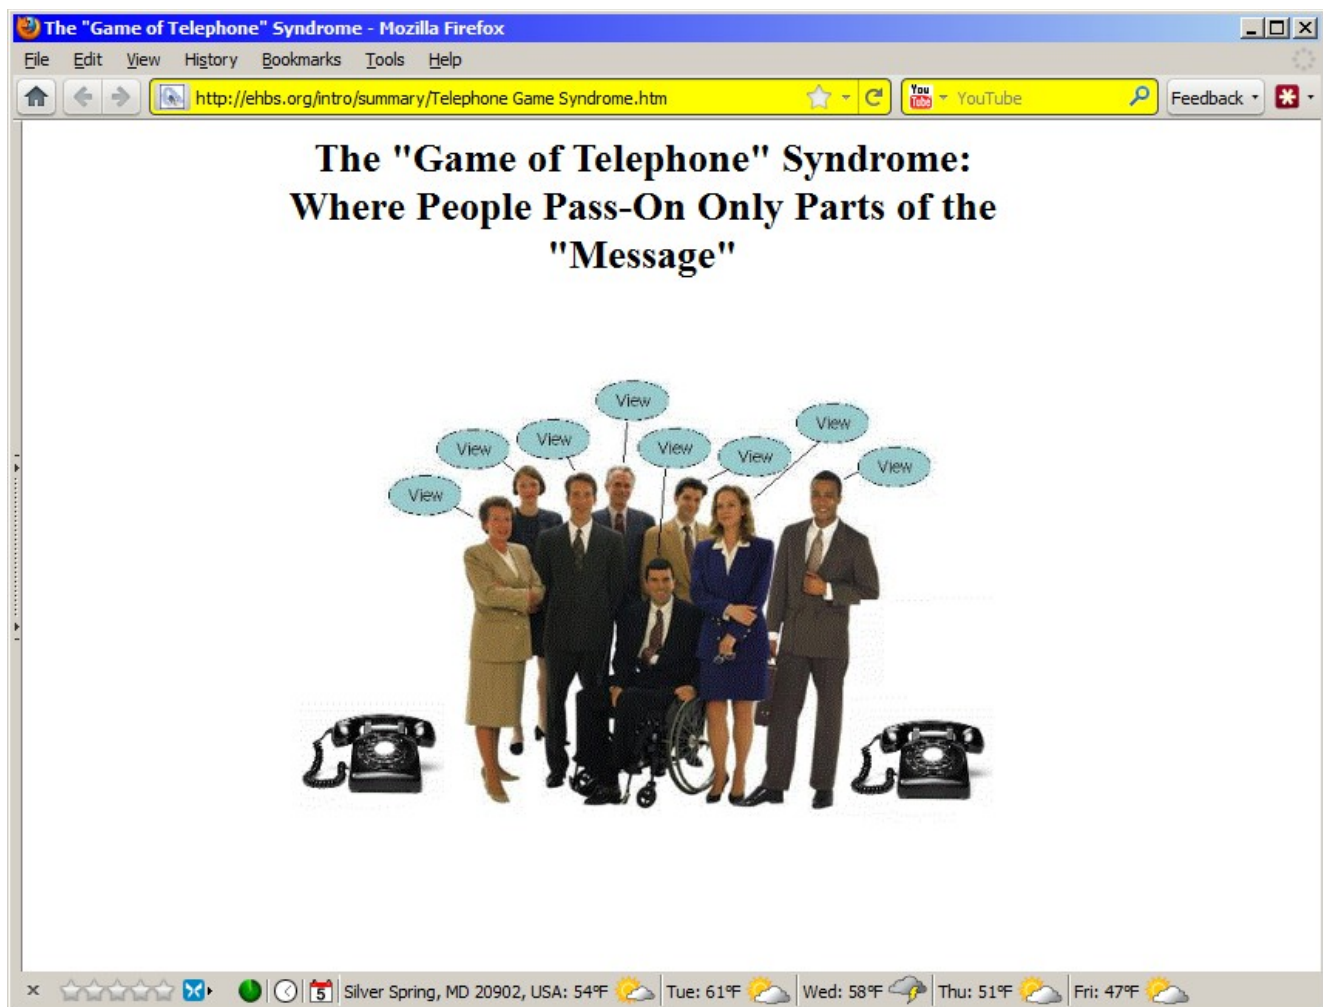 The "Game of Telephone" Syndrome - Mozilla Firefox
File Edit View History Bookmarks Tools Help
http://ehbs.org/intro/summary/Telephone Game Syndrome.htm You Tube YouTube Feedback
The "Game of Telephone" Syndrome:
Where People Pass-On Only Parts of the
"Message"
View
View
View
View
View
View
View
View
5 Silver Spring, MD 20902, USA: 54°F Tue: 61°F Wed: 58°F Thu: 51°F Fri: 47°F